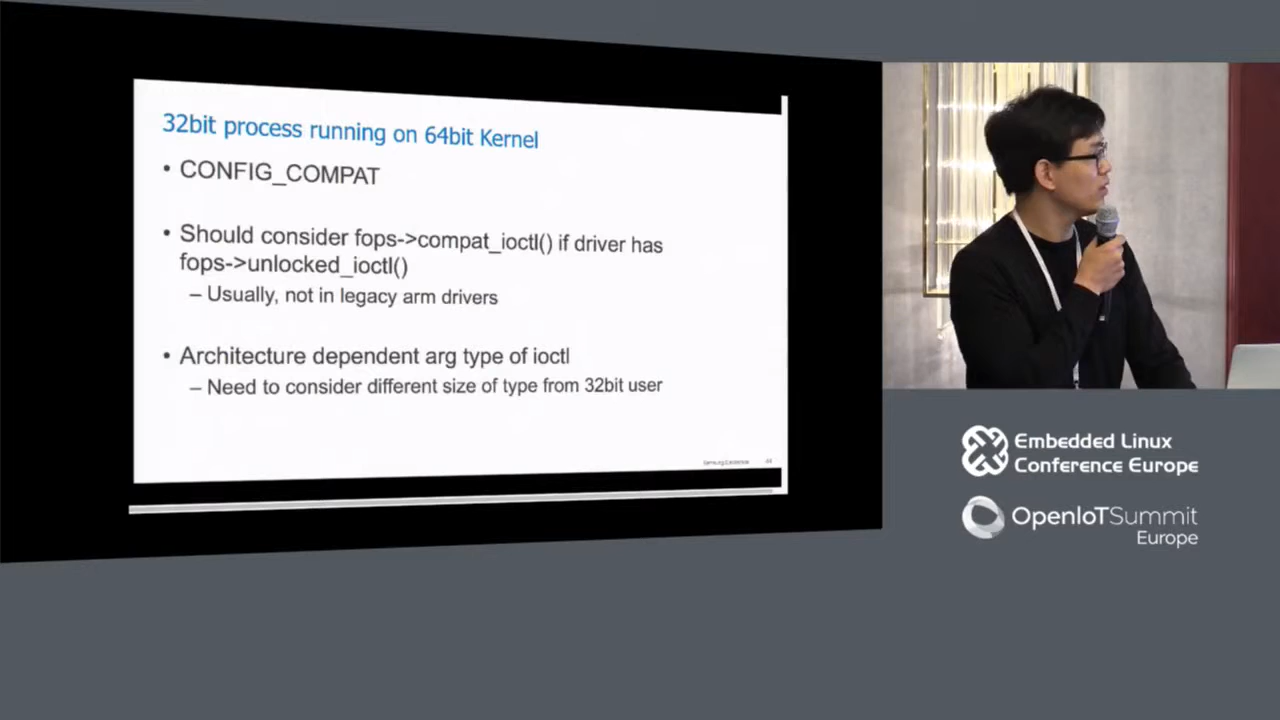 32bit process running on 64bit Kernel
• CONFIG_COMPAT
• Should consider fops->compat_ioctl() if driver has
fops->unlocked_ioctl()
– Usually, not in legacy arm drivers
• Architecture dependent arg type of ioctl
– Need to consider different size of type from 32bit user
Embedded Linux
Conference Europe
OpenIoTSummit
Europe